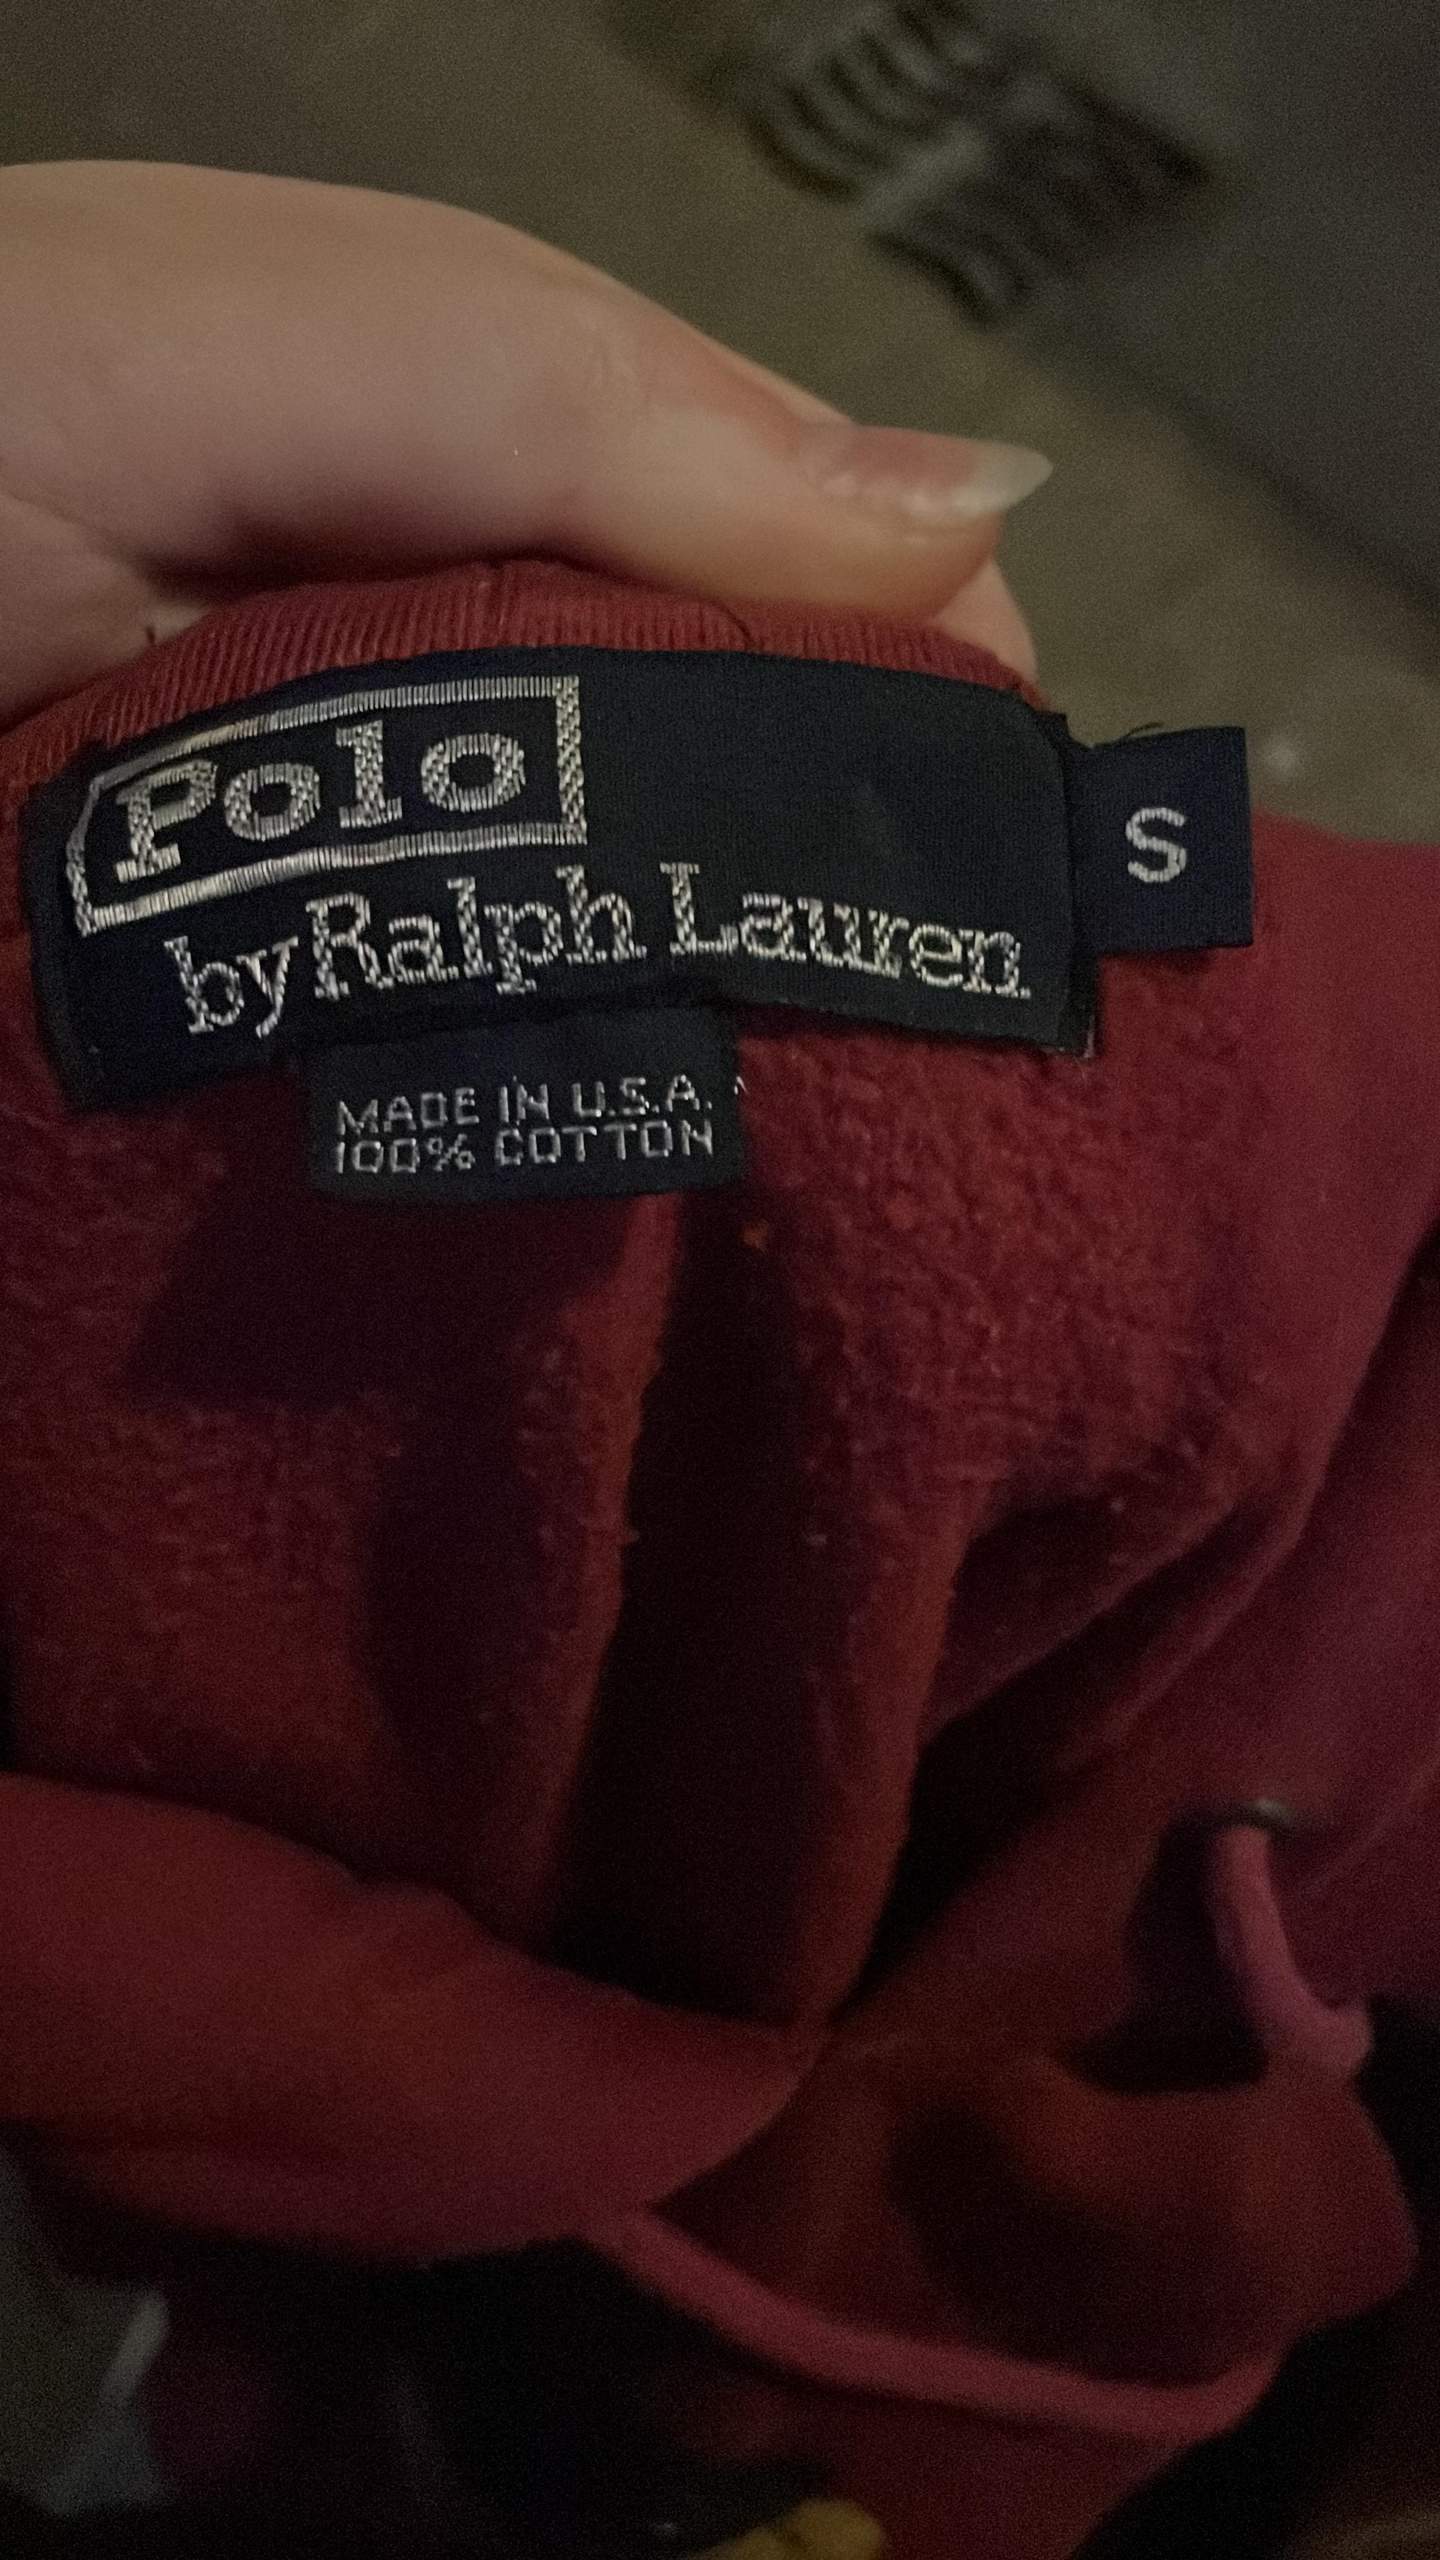 Polo
by Ralph Lauren
S
MADE IN U.S.A.
100% COTTON